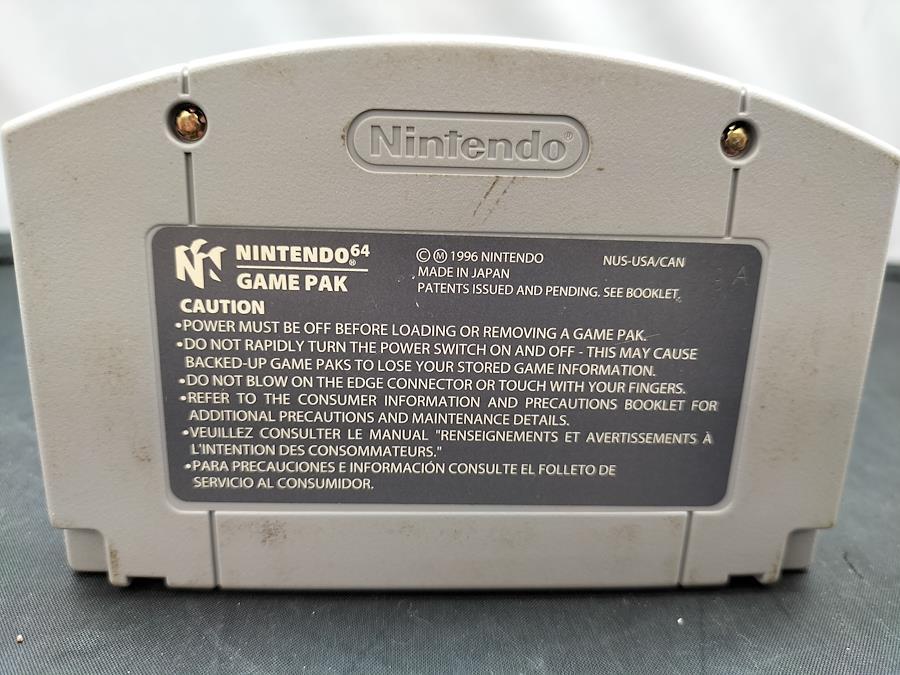 Nintendo®
NINTENDO64®
GAME PAK
© Ⓜ 1996 NINTENDO
MADE IN JAPAN
PATENTS ISSUED AND PENDING. SEE BOOKLET.
NUS-USA/CAN
CAUTION
•POWER MUST BE OFF BEFORE LOADING OR REMOVING A GAME PAK.
•DO NOT RAPIDLY TURN THE POWER SWITCH ON AND OFF - THIS MAY CAUSE
BACKED-UP GAME PAKS TO LOSE YOUR STORED GAME INFORMATION.
•DO NOT BLOW ON THE EDGE CONNECTOR OR TOUCH WITH YOUR FINGERS.
•REFER TO THE CONSUMER INFORMATION AND PRECAUTIONS BOOKLET FOR
ADDITIONAL PRECAUTIONS AND MAINTENANCE DETAILS.
•VEUILLEZ CONSULTER LE MANUAL "RENSEIGNEMENTS ET AVERTISSEMENTS À
L'INTENTION DES CONSOMMATEURS."
•PARA PRECAUCIONES E INFORMACIÓN CONSULTE EL FOLLETO DE
SERVICIO AL CONSUMIDOR.